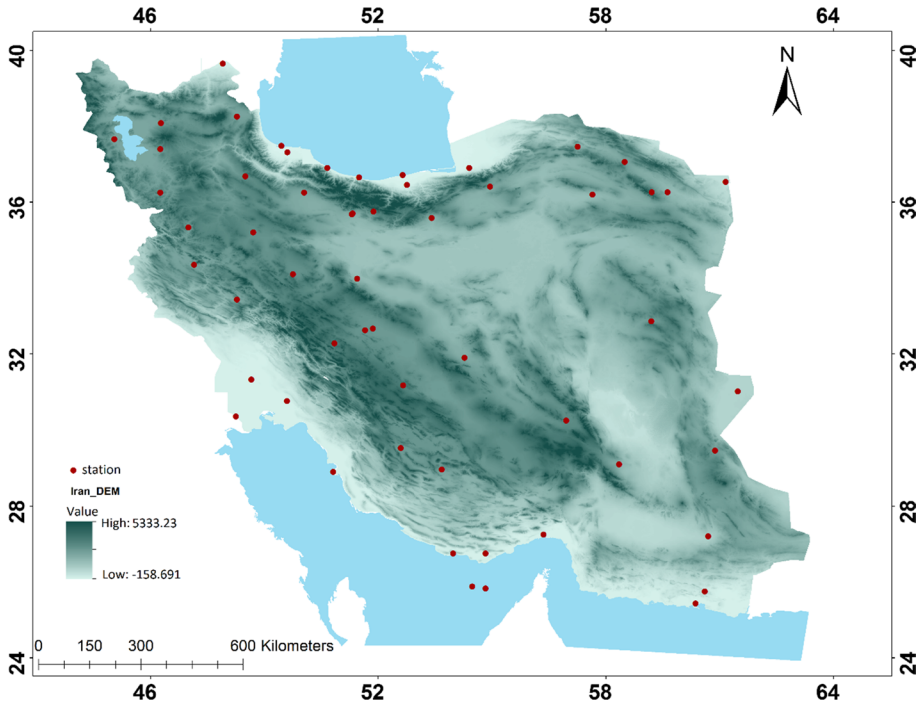 46 52 58 64
N
40 40
36 36
32 32
28 28
24 24
station
Iran_DEM
Value
High: 5333.23
Low: -158.691
0 150 300 600 Kilometers
46 52 58 64